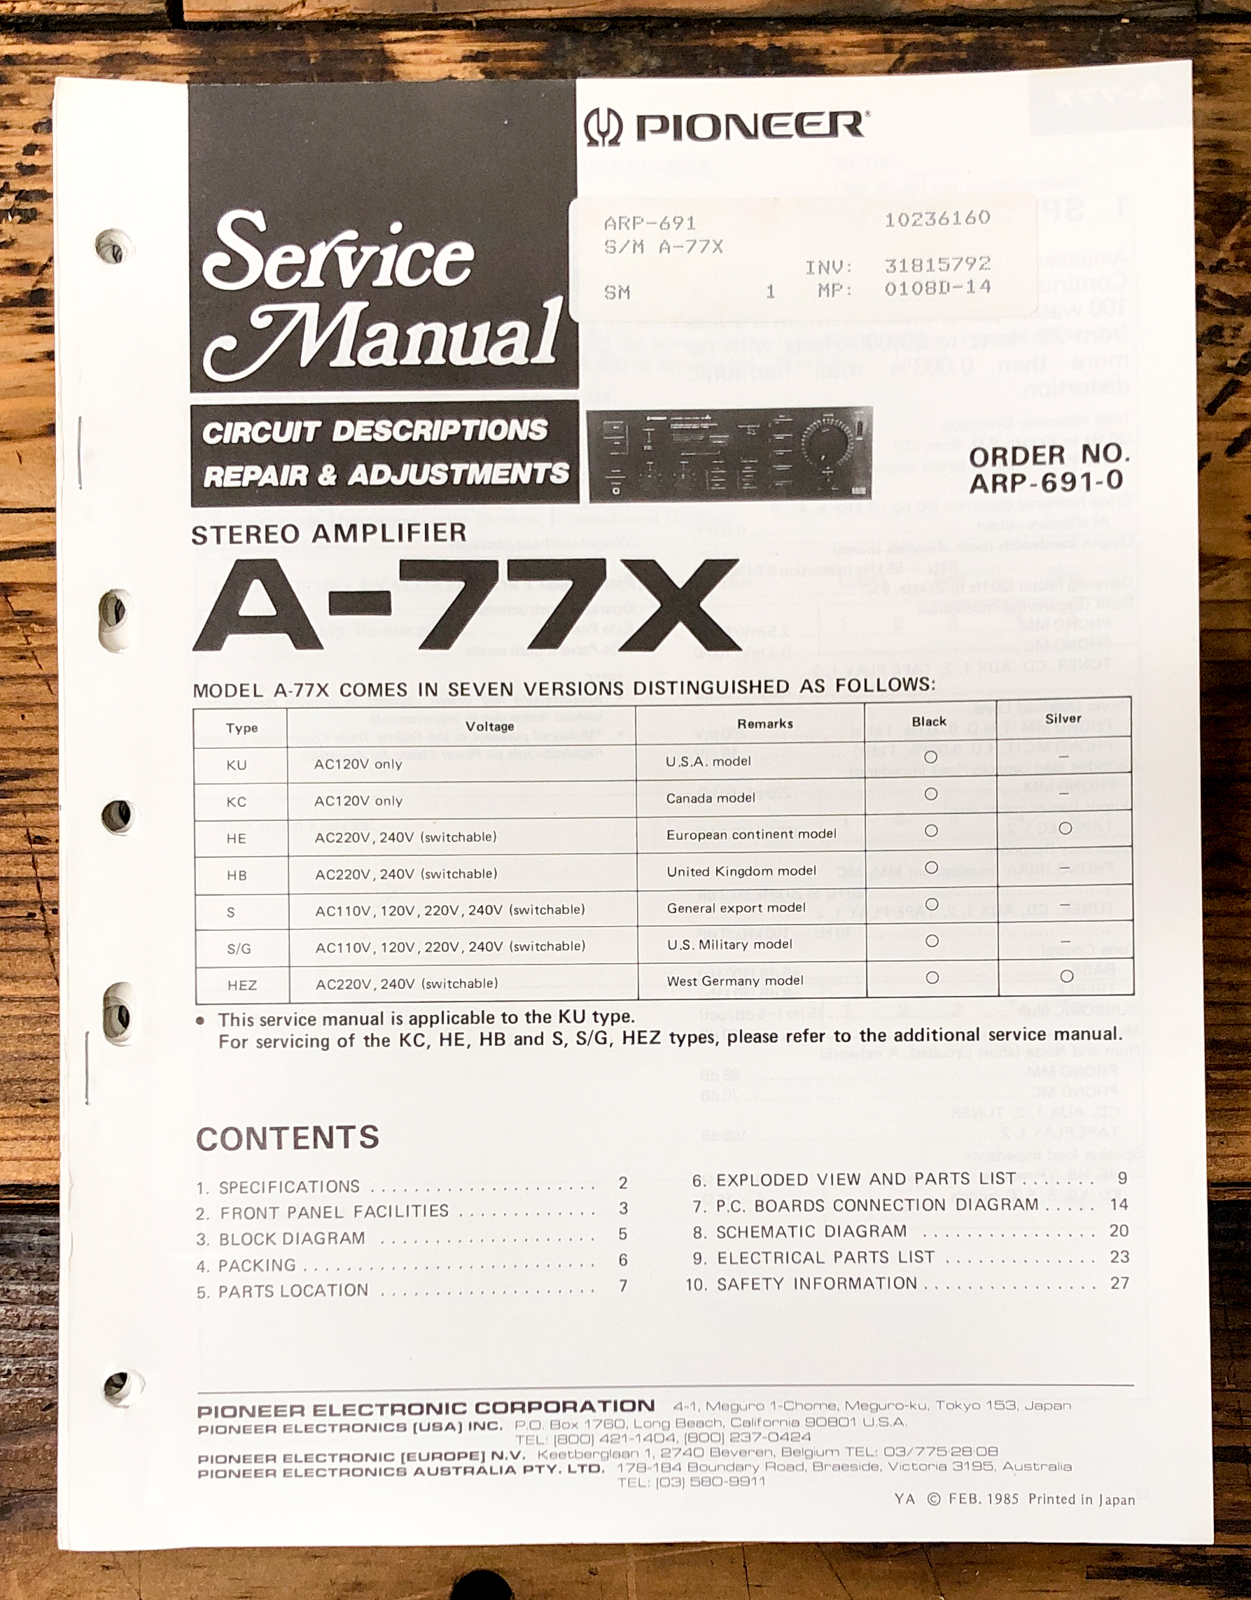 PIONEER®
Service
Manual
ARP-691 10236160
S/M A-77X
INV: 31815792
SM 1 MP: 0108D-14
CIRCUIT DESCRIPTIONS
REPAIR & ADJUSTMENTS
ORDER NO.
ARP-691-0
STEREO AMPLIFIER
A-77X
MODEL A-77X COMES IN SEVEN VERSIONS DISTINGUISHED AS FOLLOWS:
Type Voltage Remarks Black Silver
KU AC120V only U.S.A. model ○ –
KC AC120V only Canada model ○ –
HE AC220V, 240V (switchable) European continent model ○ ○
HB AC220V, 240V (switchable) United Kingdom model ○ –
S AC110V, 120V, 220V, 240V (switchable) General export model ○ –
S/G AC110V, 120V, 220V, 240V (switchable) U.S. Military model ○ –
HEZ AC220V, 240V (switchable) West Germany model ○ ○
● This service manual is applicable to the KU type.
For servicing of the KC, HE, HB and S, S/G, HEZ types, please refer to the additional service manual.
CONTENTS
1. SPECIFICATIONS ...................... 2
2. FRONT PANEL FACILITIES ............. 3
3. BLOCK DIAGRAM .................... 5
4. PACKING ........................... 6
5. PARTS LOCATION .................... 7
6. EXPLODED VIEW AND PARTS LIST ....... 9
7. P.C. BOARDS CONNECTION DIAGRAM ..... 14
8. SCHEMATIC DIAGRAM ................ 20
9. ELECTRICAL PARTS LIST .............. 23
10. SAFETY INFORMATION ................ 27
PIONEER ELECTRONIC CORPORATION 4-1, Meguro 1-Chome, Meguro-ku, Tokyo 153, Japan
PIONEER ELECTRONICS [USA] INC. P.O. Box 1760, Long Beach, California 90801 U.S.A.
TEL: [800] 421-1404, [800] 237-0424
PIONEER ELECTRONIC [EUROPE] N.V. Keetberglaan 1, 2740 Beveren, Belgium TEL: 03/775·28·08
PIONEER ELECTRONICS AUSTRALIA PTY. LTD. 178-184 Boundary Road, Braeside, Victoria 3195, Australia
TEL: [03] 580-9911
YA © FEB. 1985 Printed in Japan